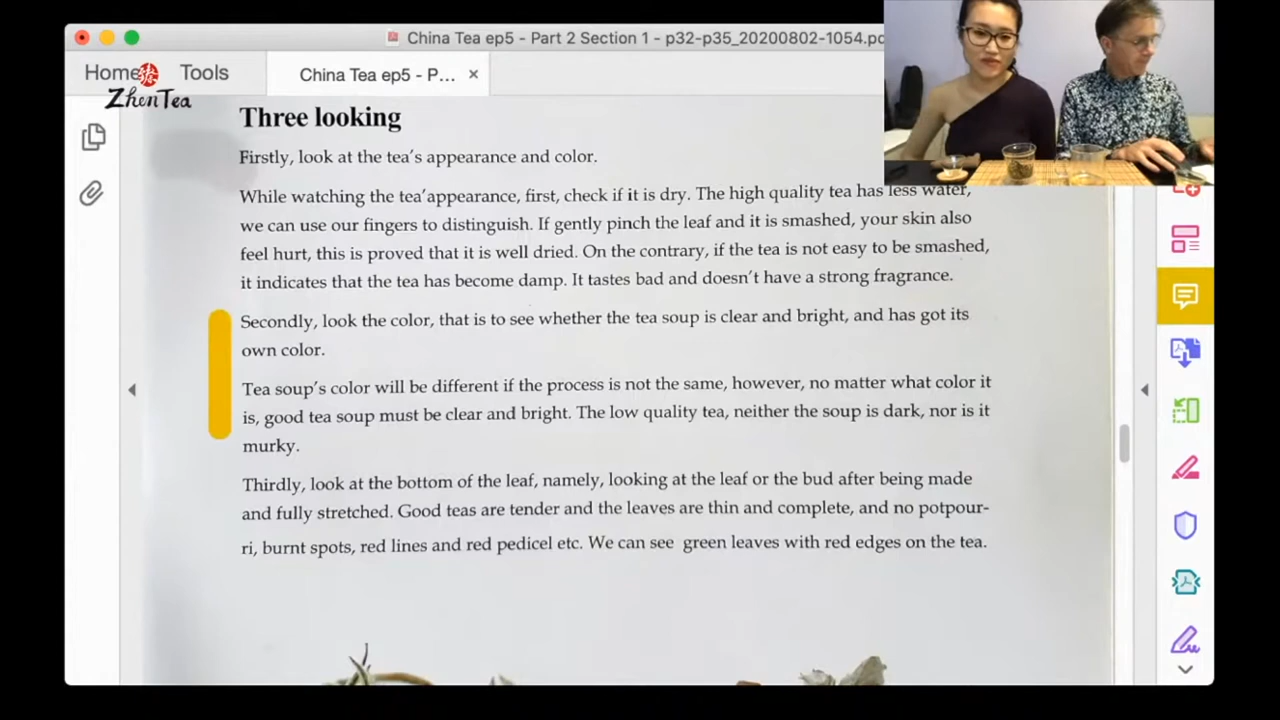 China Tea ep5 - Part 2 Section 1 - p32-p35_20200802-1054.pd
Home Tools China Tea ep5 - P... ×
ZhenTea
Three looking
Firstly, look at the tea's appearance and color.
While watching the tea'appearance, first, check if it is dry. The high quality tea has less water,
we can use our fingers to distinguish. If gently pinch the leaf and it is smashed, your skin also
feel hurt, this is proved that it is well dried. On the contrary, if the tea is not easy to be smashed,
it indicates that the tea has become damp. It tastes bad and doesn't have a strong fragrance.
Secondly, look the color, that is to see whether the tea soup is clear and bright, and has got its
own color.
Tea soup's color will be different if the process is not the same, however, no matter what color it
is, good tea soup must be clear and bright. The low quality tea, neither the soup is dark, nor is it
murky.
Thirdly, look at the bottom of the leaf, namely, looking at the leaf or the bud after being made
and fully stretched. Good teas are tender and the leaves are thin and complete, and no potpour-
ri, burnt spots, red lines and red pedicel etc. We can see green leaves with red edges on the tea.